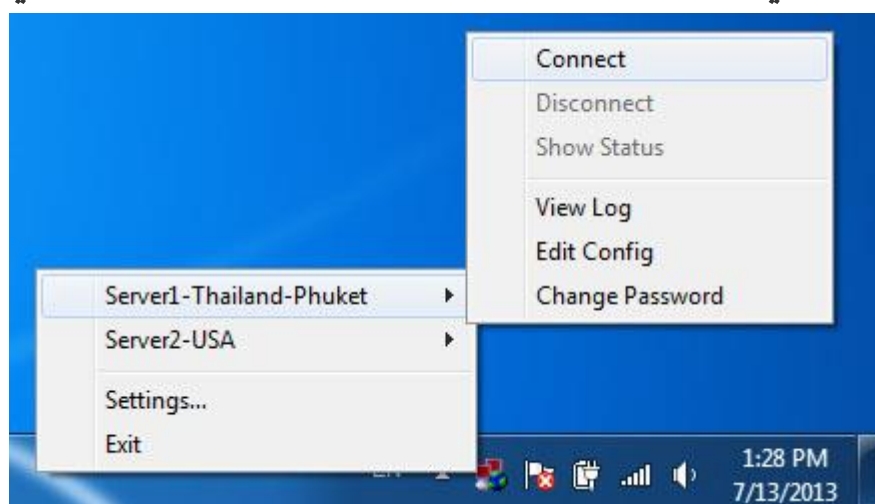 Connect
Disconnect
Show Status
View Log
Edit Config
Change Password
Server1-Thailand-Phuket
Server2-USA
Settings...
Exit
1:28 PM
7/13/2013